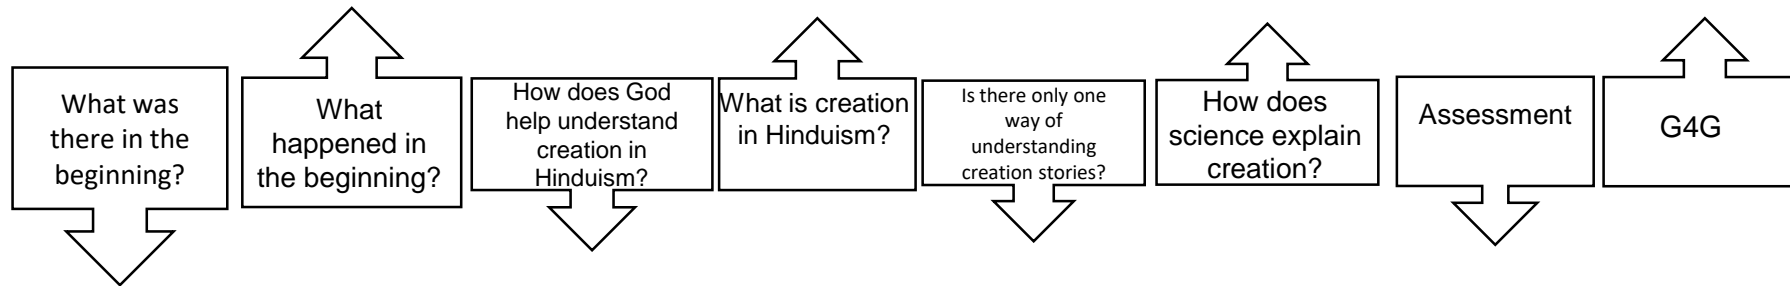 What was
there in the
beginning?
What
happened in
the beginning?
How does God
help understand
creation in
Hinduism?
What is creation
in Hinduism?
Is there only one
way of
understanding
creation stories?
How does
science explain
creation?
Assessment
G4G